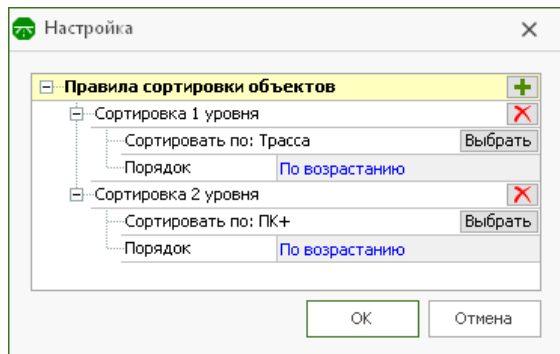 Настройка
Правила сортировки объектов
Сортировка 1 уровня
Сортировать по: Трасса Выбрать
Порядок По возрастанию
Сортировка 2 уровня
Сортировать по: ПК+ Выбрать
Порядок По возрастанию
ОК Отмена